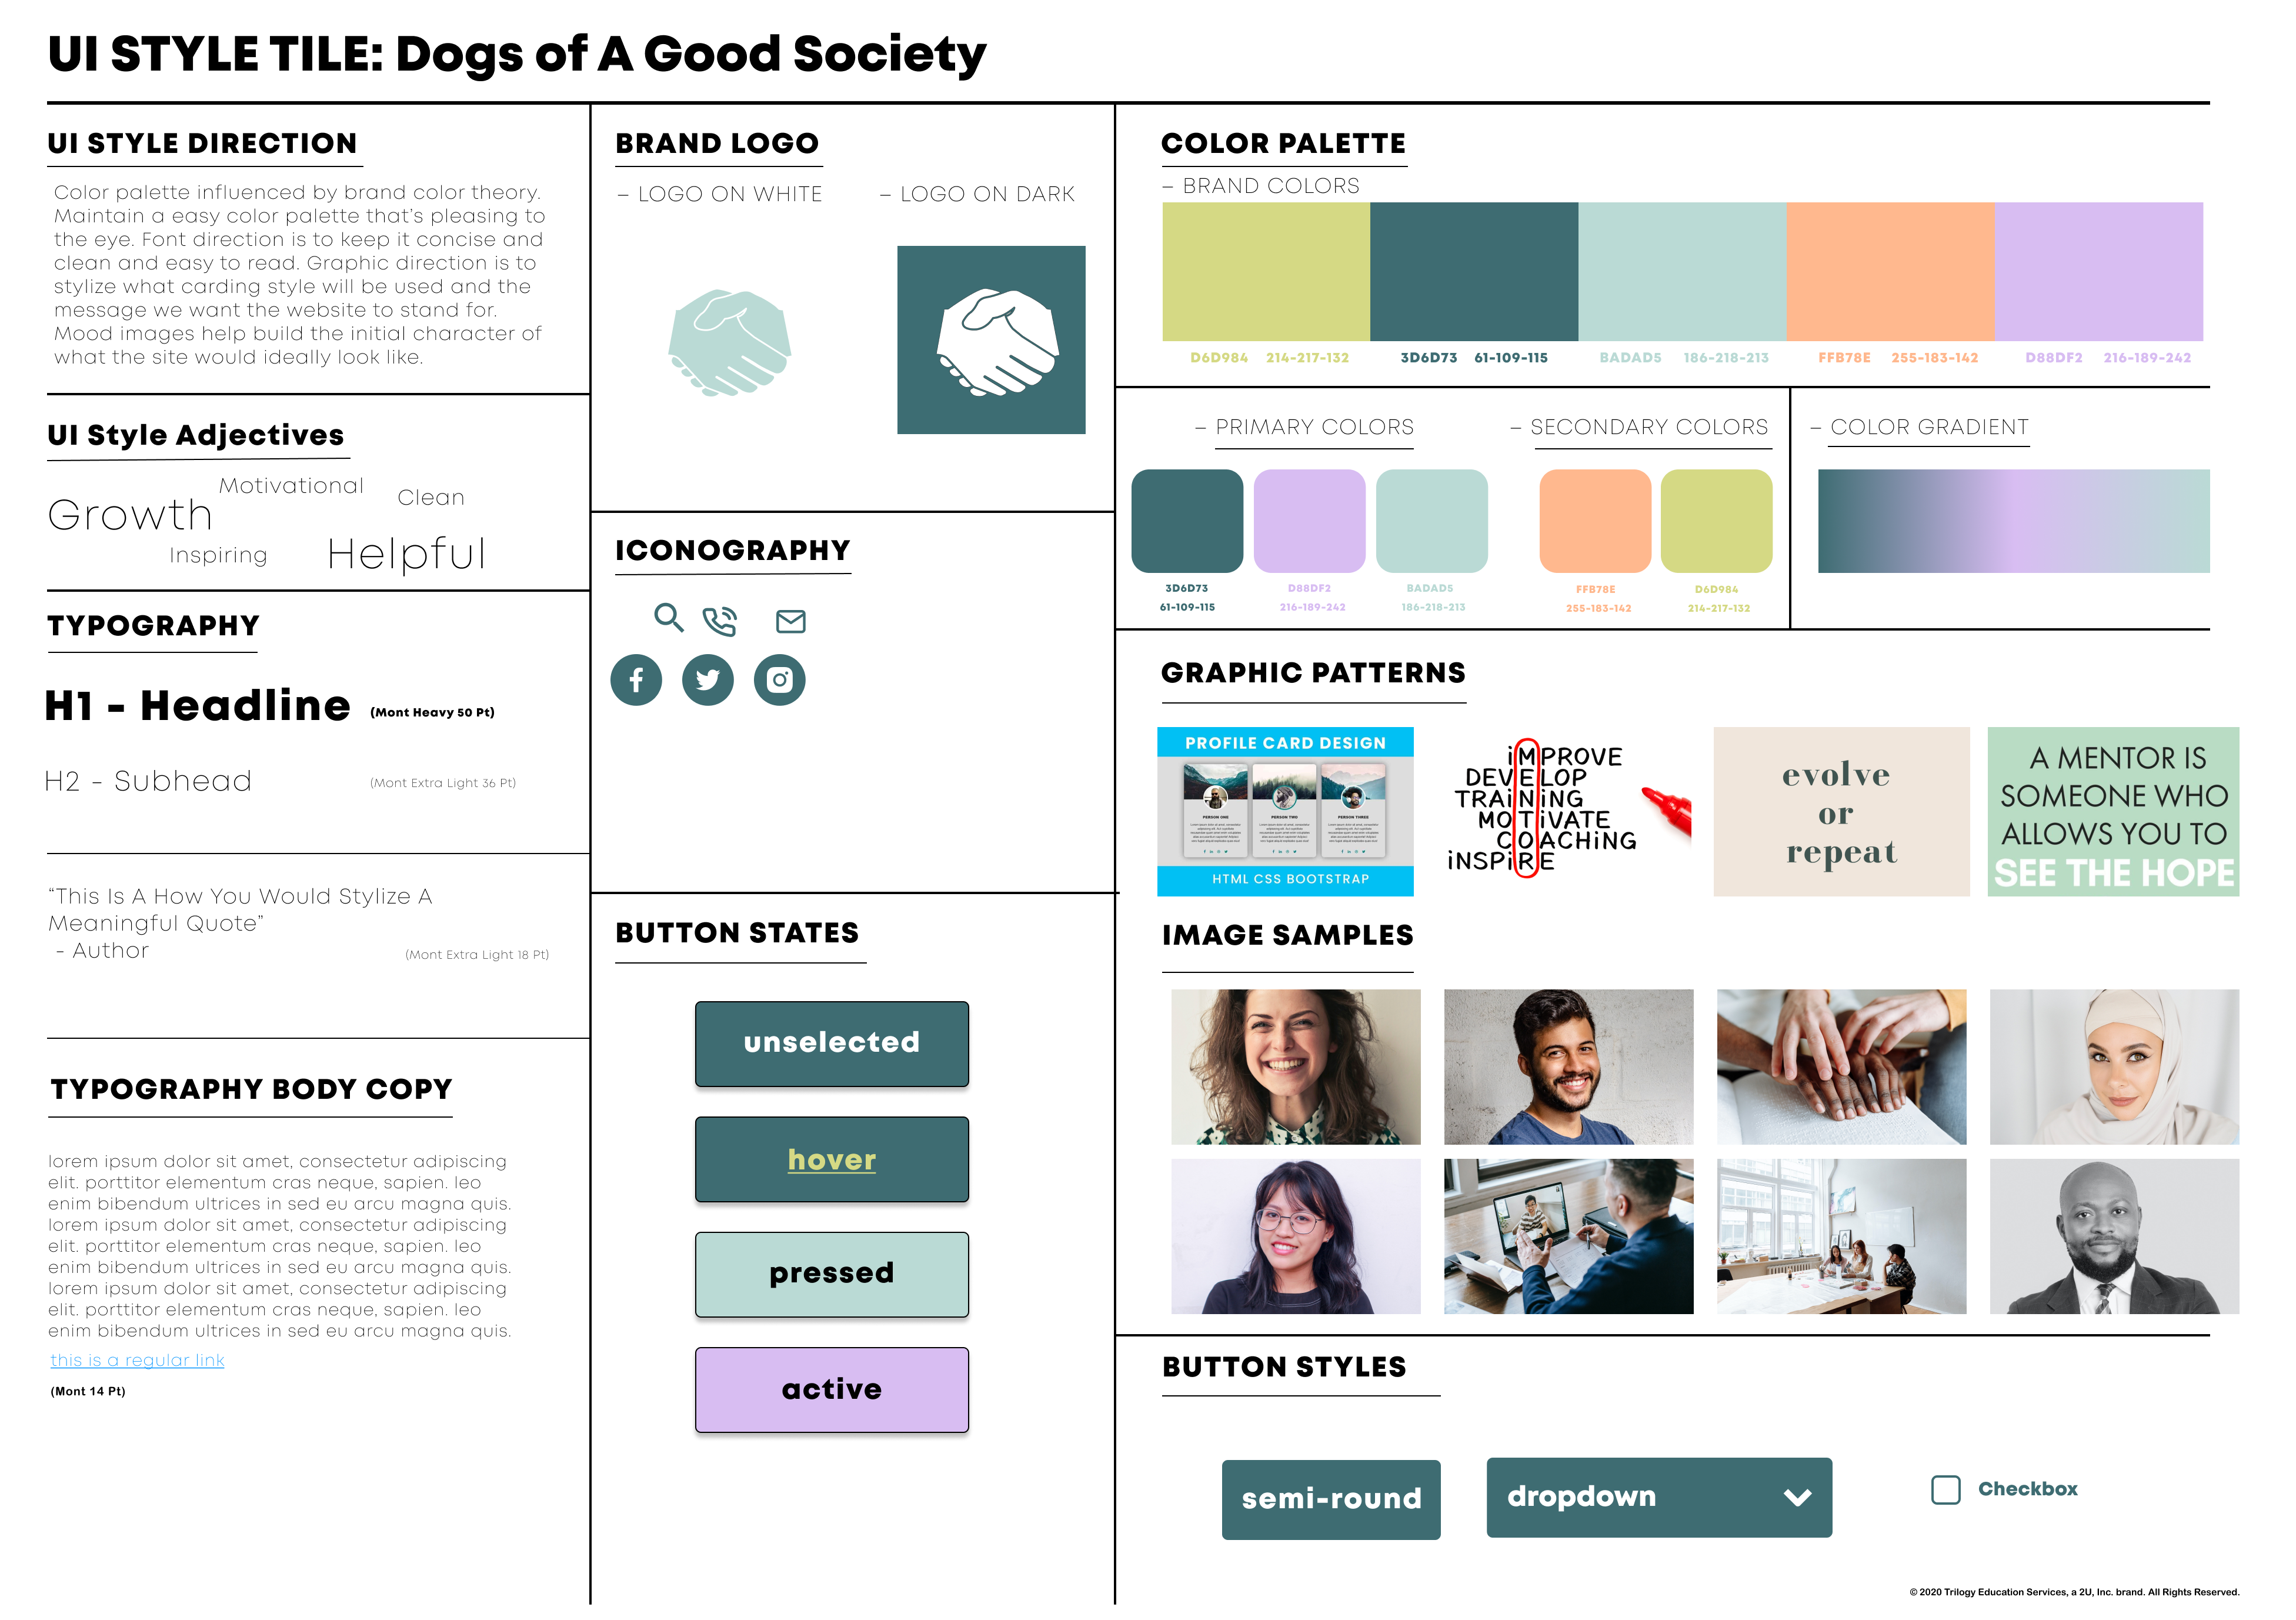 UI STYLE TILE: Dogs of A Good Society
UI STYLE DIRECTION
Color palette influenced by brand color theory.
Maintain a easy color palette that's pleasing to
the eye. Font direction is to keep it concise and
clean and easy to read. Graphic direction is to
stylize what carding style will be used and the
message we want the website to stand for.
Mood images help build the initial character of
what the site would ideally look like.
UI Style Adjectives
Motivational
Clean
Growth
Inspiring
Helpful
TYPOGRAPHY
H1 - Headline (Mont Heavy 50 Pt)
H2 - Subhead (Mont Extra Light 36 Pt)
“This Is A How You Would Stylize A
Meaningful Quote”
- Author (Mont Extra Light 18 Pt)
TYPOGRAPHY BODY COPY
lorem ipsum dolor sit amet, consectetur adipiscing
elit. porttitor elementum cras neque, sapien. leo
enim bibendum ultrices in sed eu arcu magna quis.
lorem ipsum dolor sit amet, consectetur adipiscing
elit. porttitor elementum cras neque, sapien. leo
enim bibendum ultrices in sed eu arcu magna quis.
lorem ipsum dolor sit amet, consectetur adipiscing
elit. porttitor elementum cras neque, sapien. leo
enim bibendum ultrices in sed eu arcu magna quis.
this is a regular link
(Mont 14 Pt)
BRAND LOGO
– LOGO ON WHITE – LOGO ON DARK
ICONOGRAPHY
BUTTON STATES
unselected
hover
pressed
active
COLOR PALETTE
– BRAND COLORS
D6D984 214-217-132 3D6D73 61-109-115 BADAD5 186-218-213 FFB78E 255-183-142 D88DF2 216-189-242
– PRIMARY COLORS – SECONDARY COLORS – COLOR GRADIENT
3D6D73 D88DF2 BADAD5 FFB78E D6D984
61-109-115 216-189-242 186-218-213 255-183-142 214-217-132
GRAPHIC PATTERNS
PROFILE CARD DESIGN
PERSON ONE PERSON TWO PERSON THREE
HTML CSS BOOTSTRAP
iMPROVE
DEVELOP
TRAiNiNG
MOTiVATE
COACHiNG
iNSPiRE
evolve
or
repeat
A MENTOR IS
SOMEONE WHO
ALLOWS YOU TO
SEE THE HOPE
IMAGE SAMPLES
BUTTON STYLES
semi-round
dropdown
Checkbox
© 2020 Trilogy Education Services, a 2U, Inc. brand. All Rights Reserved.